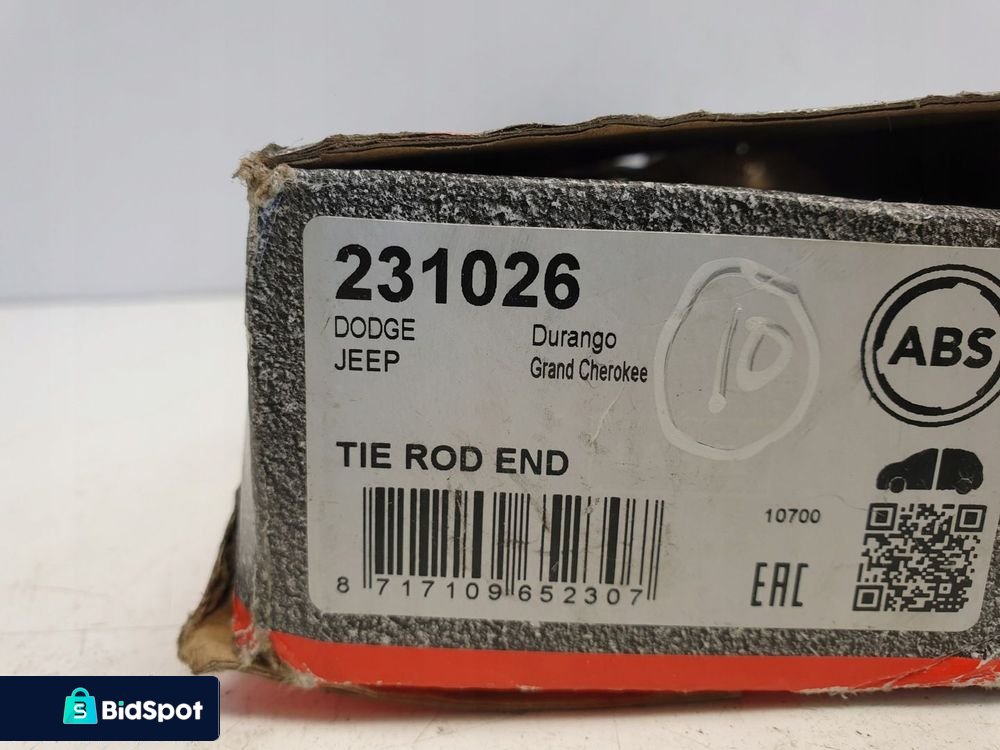 231026
DODGE Durango
JEEP Grand Cherokee
10
ABS
TIE ROD END
10700
8 717109 652307
EAC
BidSpot